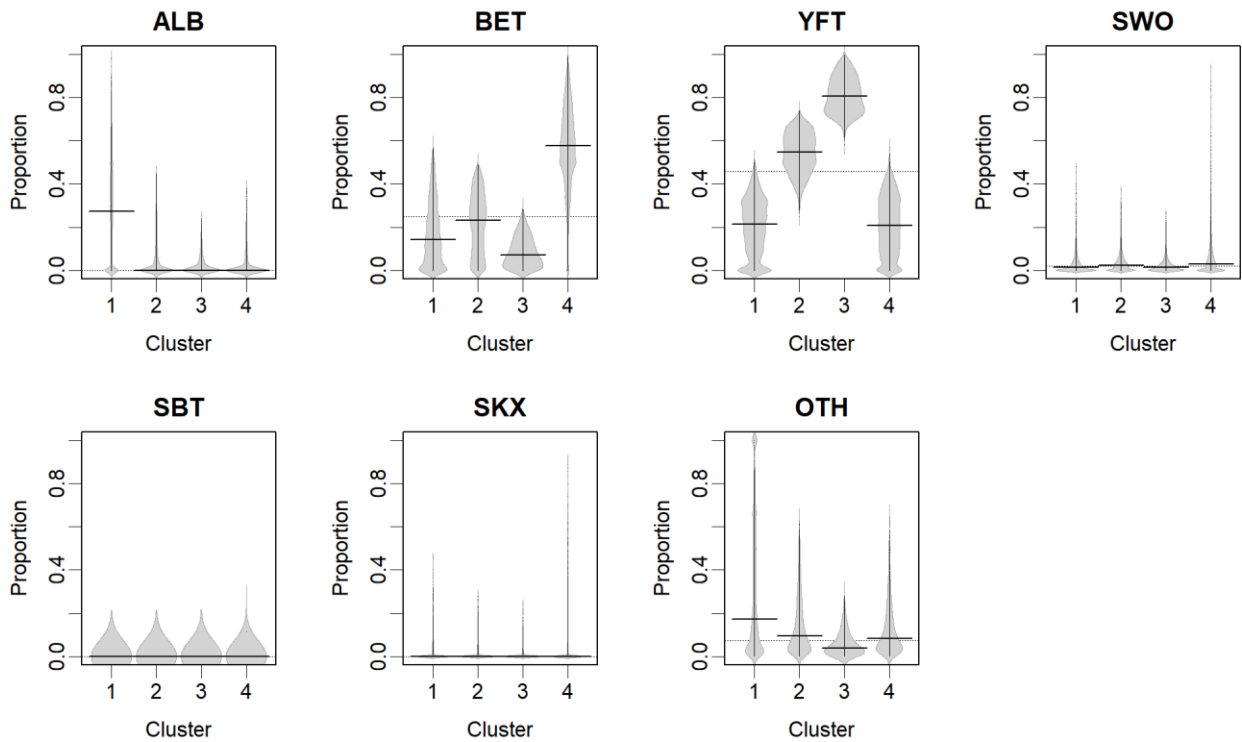 ALB
Proportion
0.0 0.4 0.8
1 2 3 4
Cluster
BET
Proportion
0.0 0.4 0.8
1 2 3 4
Cluster
YFT
Proportion
0.0 0.4 0.8
1 2 3 4
Cluster
SWO
Proportion
0.0 0.4 0.8
1 2 3 4
Cluster
SBT
Proportion
0.0 0.4 0.8
1 2 3 4
Cluster
SKX
Proportion
0.0 0.4 0.8
1 2 3 4
Cluster
OTH
Proportion
0.0 0.4 0.8
1 2 3 4
Cluster